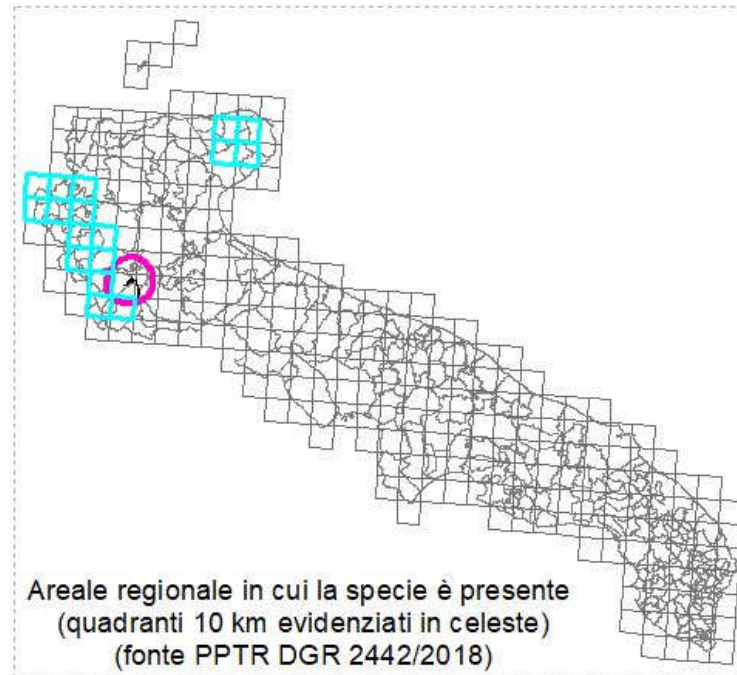 Areale regionale in cui la specie è presente
(quadranti 10 km evidenziati in celeste)
(fonte PPTR DGR 2442/2018)